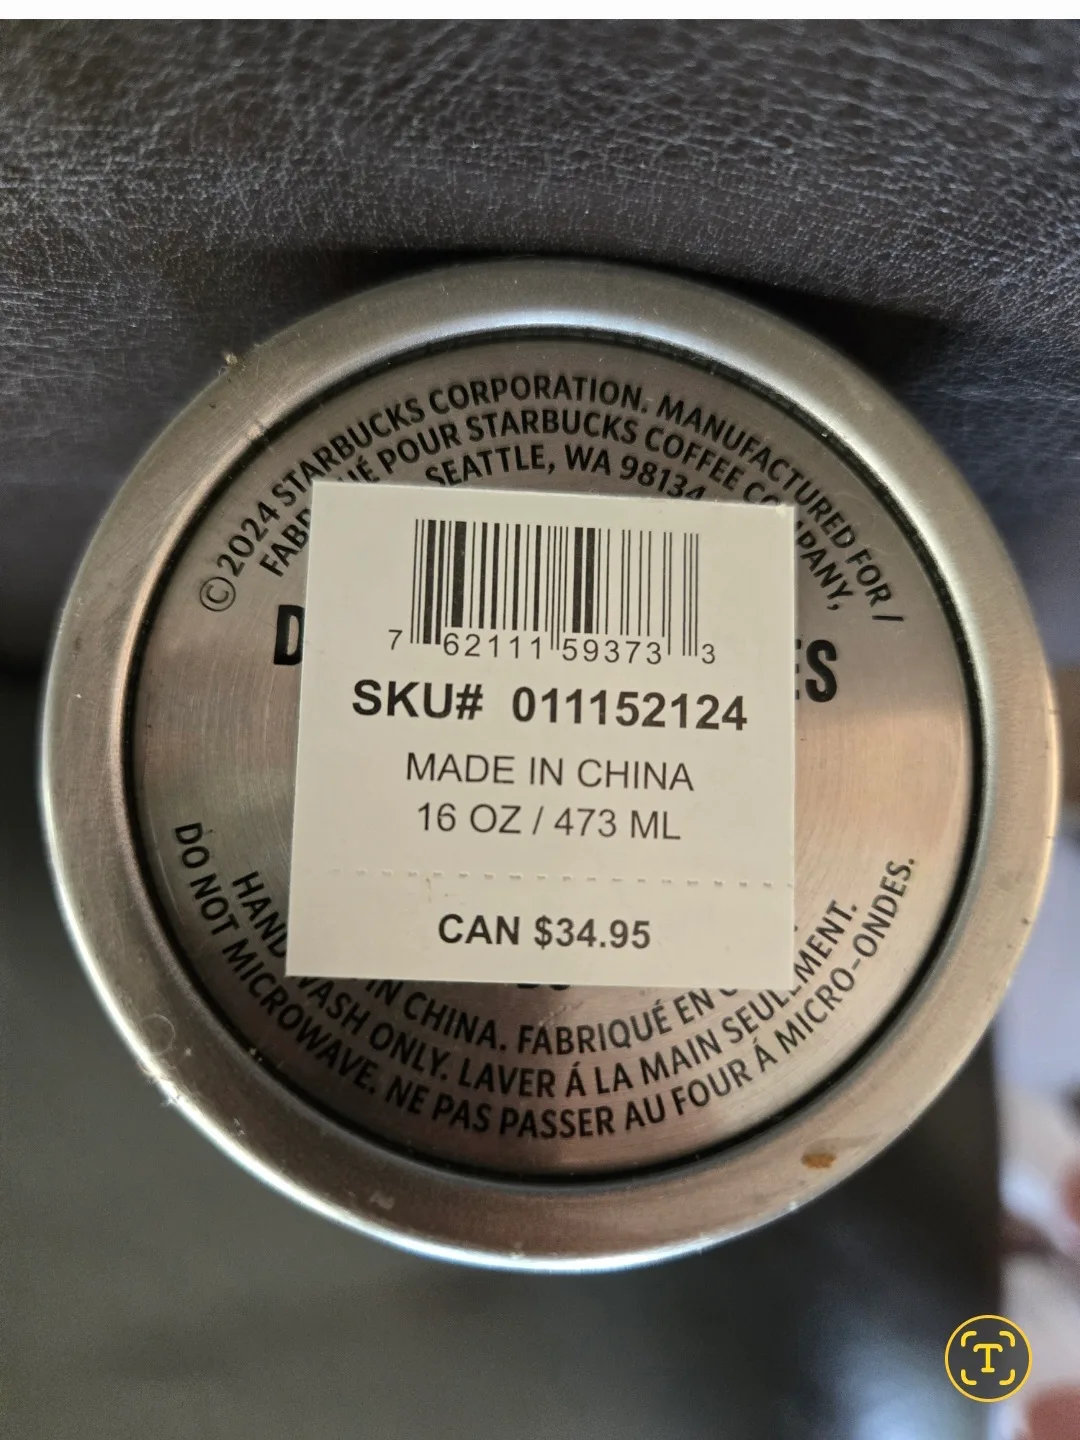 © 2024 STARBUCKS CORPORATION. MANUFACTURED FOR /
POUR STARBUCKS COFFEE
SEATTLE, WA 98134
7 62111 59373 3
SKU# 011152124
MADE IN CHINA
16 OZ / 473 ML
CAN $34.95
IN CHINA. FABRIQUÉ EN
HAND WASH ONLY. LAVER Á LA MAIN SEULEMENT.
DO NOT MICROWAVE. NE PAS PASSER AU FOUR Á MICRO-ONDES.
T